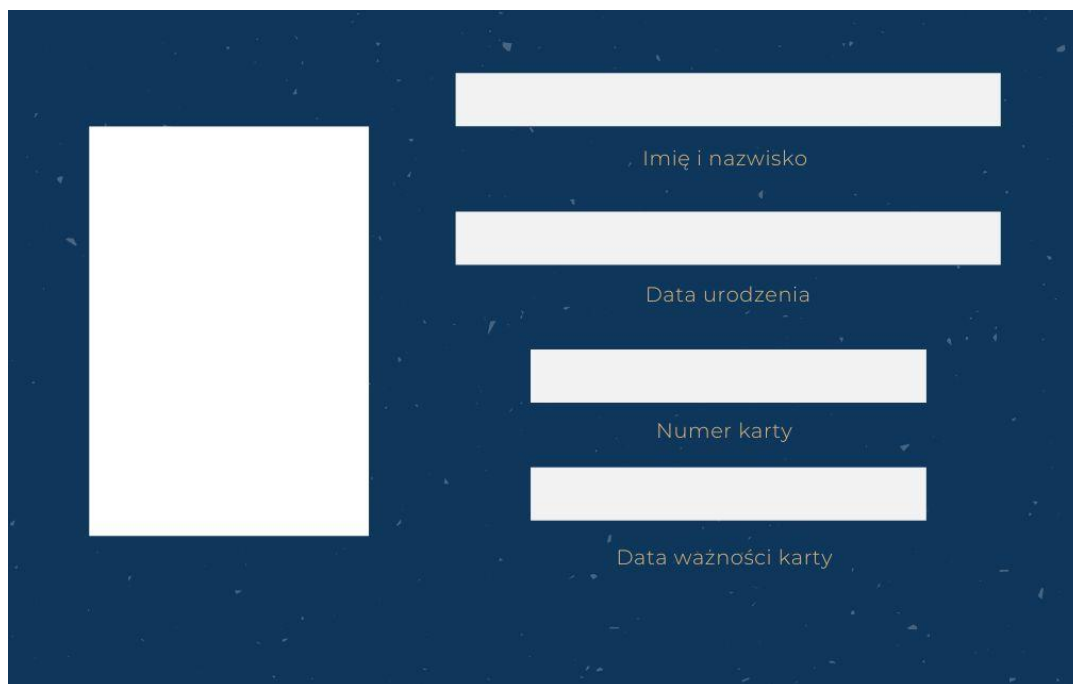 Imię i nazwisko
Data urodzenia
Numer karty
Data ważności karty